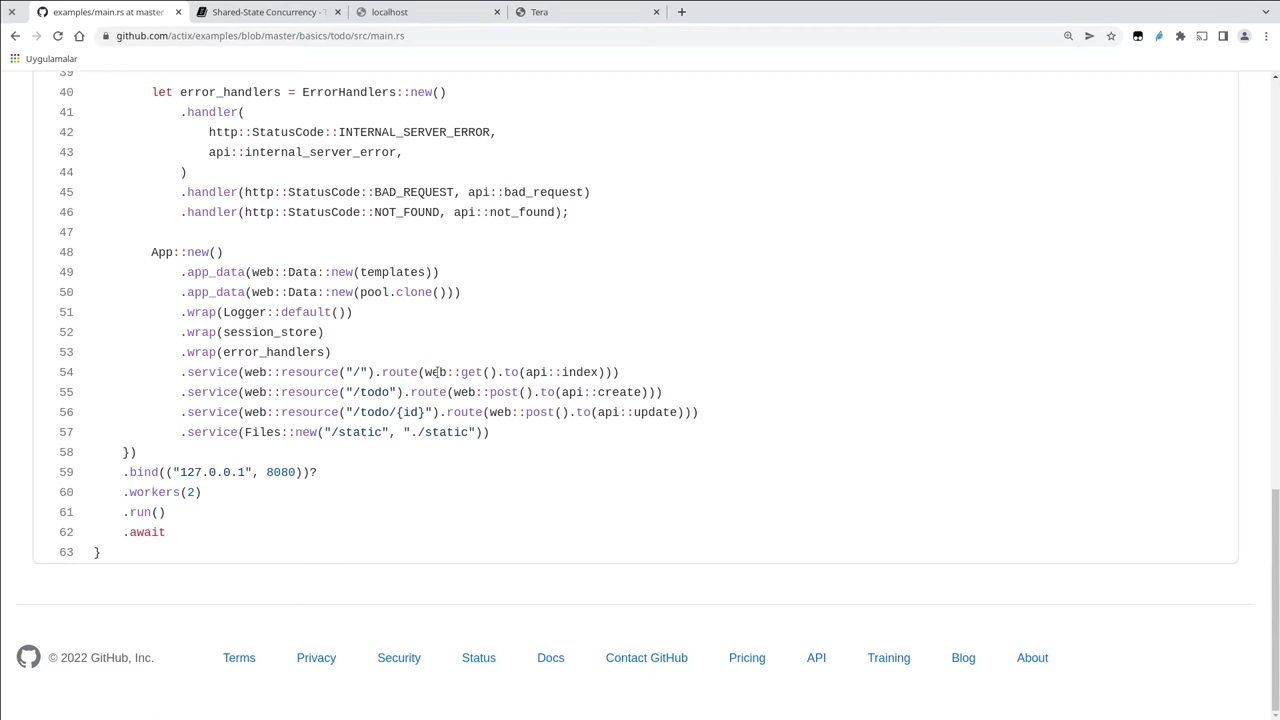 examples/main.rs at master
Shared-State Concurrency - T
localhost
Tera
github.com/actix/examples/blob/master/basics/todo/src/main.rs
Uygulamalar
39
40 let error_handlers = ErrorHandlers::new()
41 .handler(
42 http::StatusCode::INTERNAL_SERVER_ERROR,
43 api::internal_server_error,
44 )
45 .handler(http::StatusCode::BAD_REQUEST, api::bad_request)
46 .handler(http::StatusCode::NOT_FOUND, api::not_found);
47
48 App::new()
49 .app_data(web::Data::new(templates))
50 .app_data(web::Data::new(pool.clone()))
51 .wrap(Logger::default())
52 .wrap(session_store)
53 .wrap(error_handlers)
54 .service(web::resource("/").route(web::get().to(api::index)))
55 .service(web::resource("/todo").route(web::post().to(api::create)))
56 .service(web::resource("/todo/{id}").route(web::post().to(api::update)))
57 .service(Files::new("/static", "./static"))
58 })
59 .bind(("127.0.0.1", 8080))?
60 .workers(2)
61 .run()
62 .await
63 }
© 2022 GitHub, Inc. Terms Privacy Security Status Docs Contact GitHub Pricing API Training Blog About